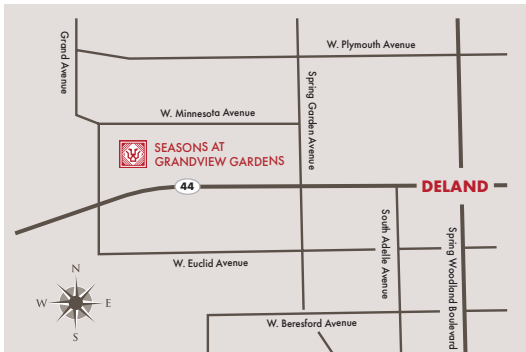 Grand Avenue
W. Plymouth Avenue
Spring Garden Avenue
W. Minnesota Avenue
SEASONS AT
GRANDVIEW GARDENS
44
DELAND
South Adelle Avenue
Spring Woodland Boulevard
W. Euclid Avenue
N
W
E
S
W. Beresford Avenue